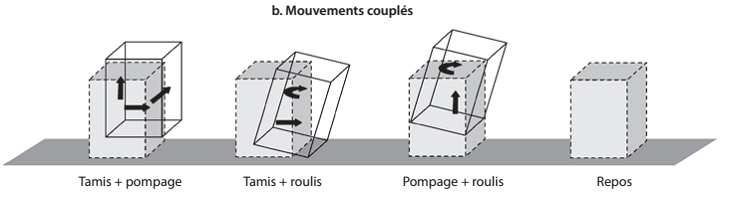 b. Mouvements couplés
Tamis + pompage
Tamis + roulis
Pompage + roulis
Repos